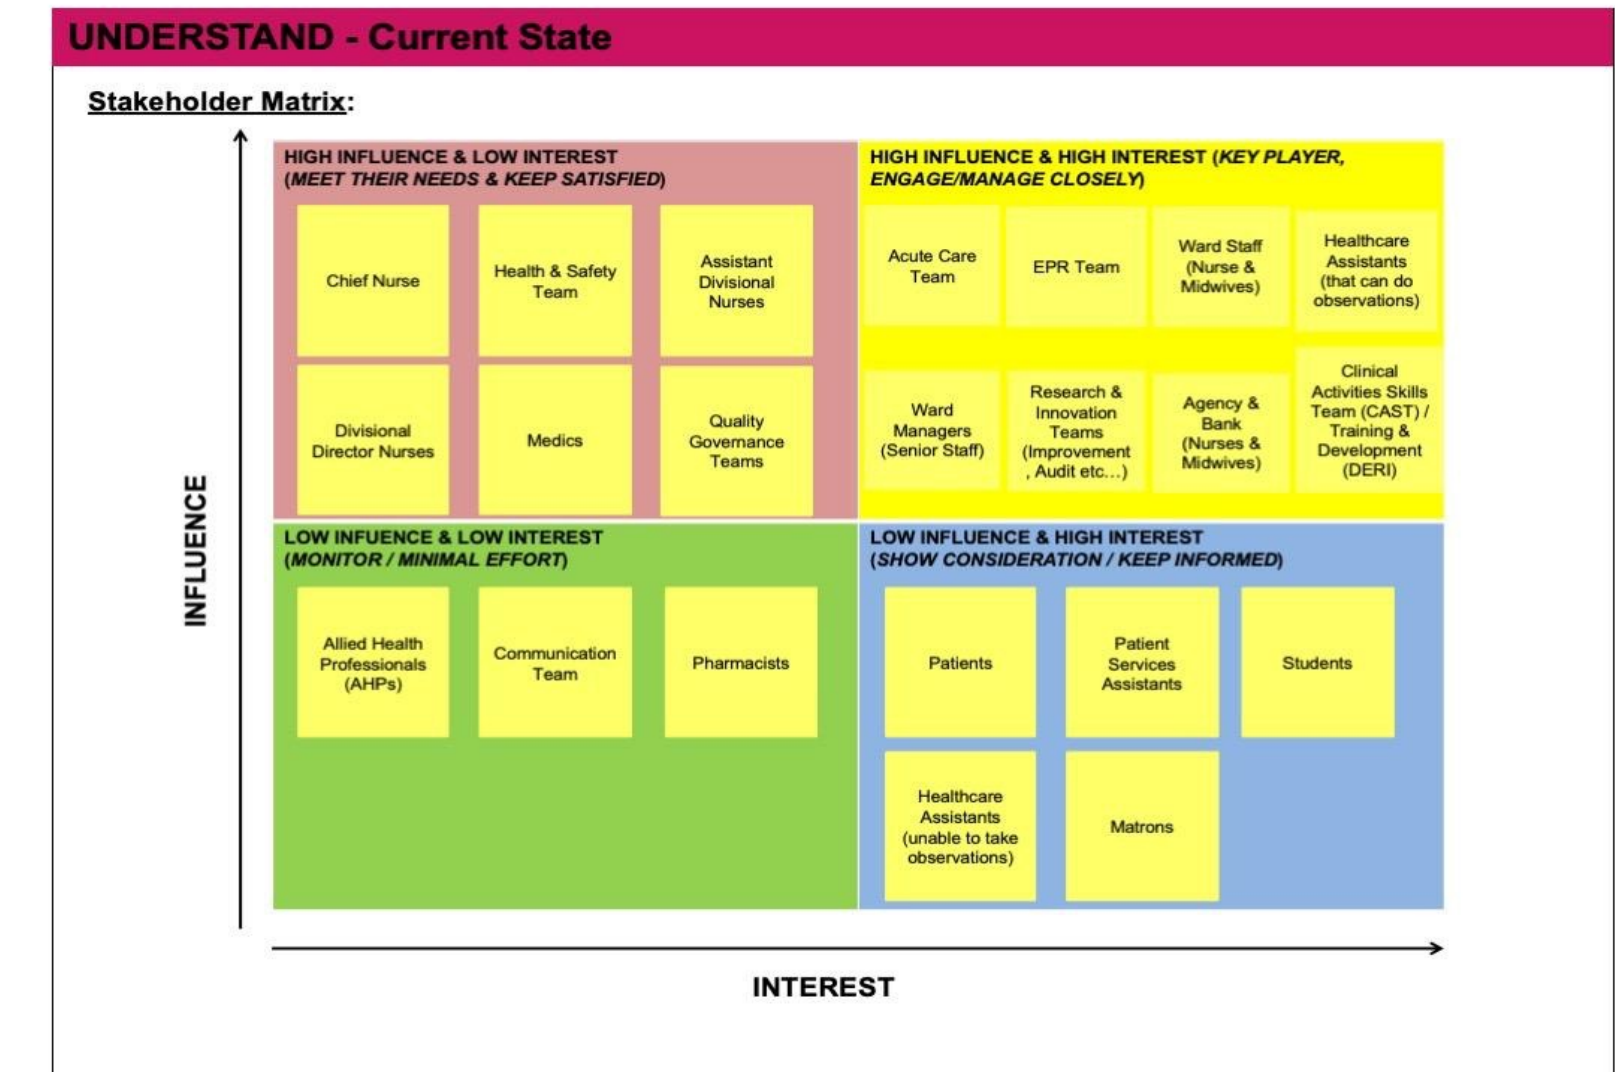 UNDERSTAND - Current State
Stakeholder Matrix:
HIGH INFLUENCE & LOW INTEREST
(MEET THEIR NEEDS & KEEP SATISFIED)
Chief Nurse
Health & Safety
Team
Assistant
Divisional
Nurses
Divisional
Director Nurses
Medics
Quality
Governance
Teams
HIGH INFLUENCE & HIGH INTEREST (KEY PLAYER,
ENGAGE/MANAGE CLOSELY)
Acute Care
Team
EPR Team
Ward Staff
(Nurse &
Midwives)
Healthcare
Assistants
(that can do
observations)
Ward
Managers
(Senior Staff)
Research &
Innovation
Teams
(Improvement
, Audit etc...)
Agency &
Bank
(Nurses &
Midwives)
Clinical
Activities Skills
Team (CAST) /
Training &
Development
(DERI)
INFLUENCE
LOW INFUENCE & LOW INTEREST
(MONITOR / MINIMAL EFFORT)
Allied Health
Professionals
(AHPs)
Communication
Team
Pharmacists
LOW INFLUENCE & HIGH INTEREST
(SHOW CONSIDERATION / KEEP INFORMED)
Patients
Patient
Services
Assistants
Students
Healthcare
Assistants
(unable to take
observations)
Matrons
INTEREST